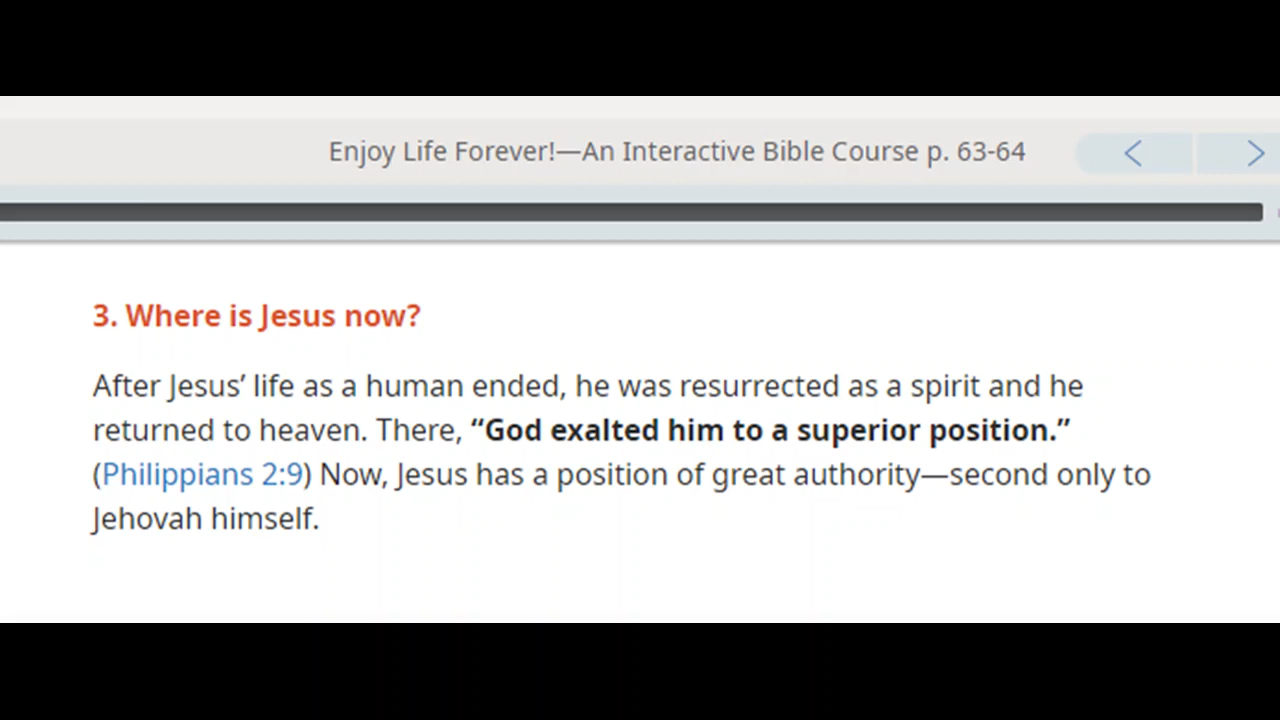 Enjoy Life Forever!—An Interactive Bible Course p. 63-64
3. Where is Jesus now?
After Jesus’ life as a human ended, he was resurrected as a spirit and he
returned to heaven. There, “God exalted him to a superior position.”
(Philippians 2:9) Now, Jesus has a position of great authority—second only to
Jehovah himself.